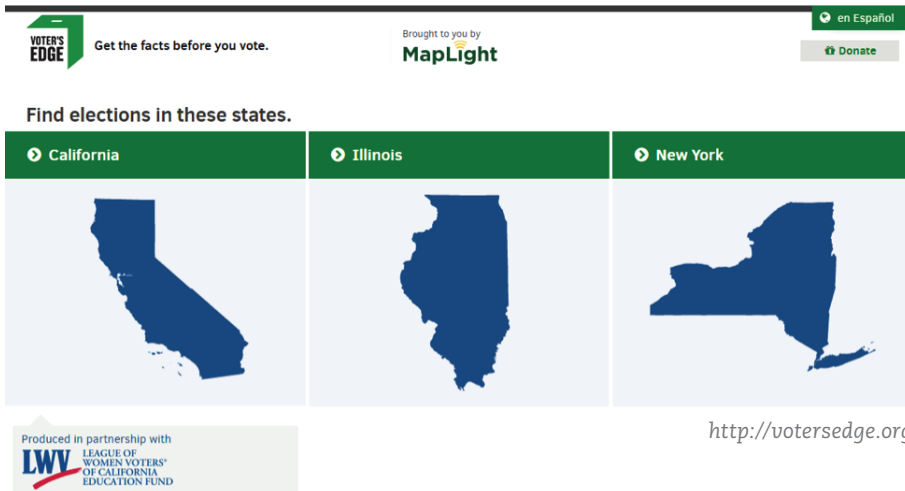 en Español
VOTER'S
EDGE
Get the facts before you vote.
Brought to you by
MapLight
Donate
Find elections in these states.
California
Illinois
New York
Produced in partnership with
LWV
LEAGUE OF
WOMEN VOTERS®
OF CALIFORNIA
EDUCATION FUND
http://votersedge.org